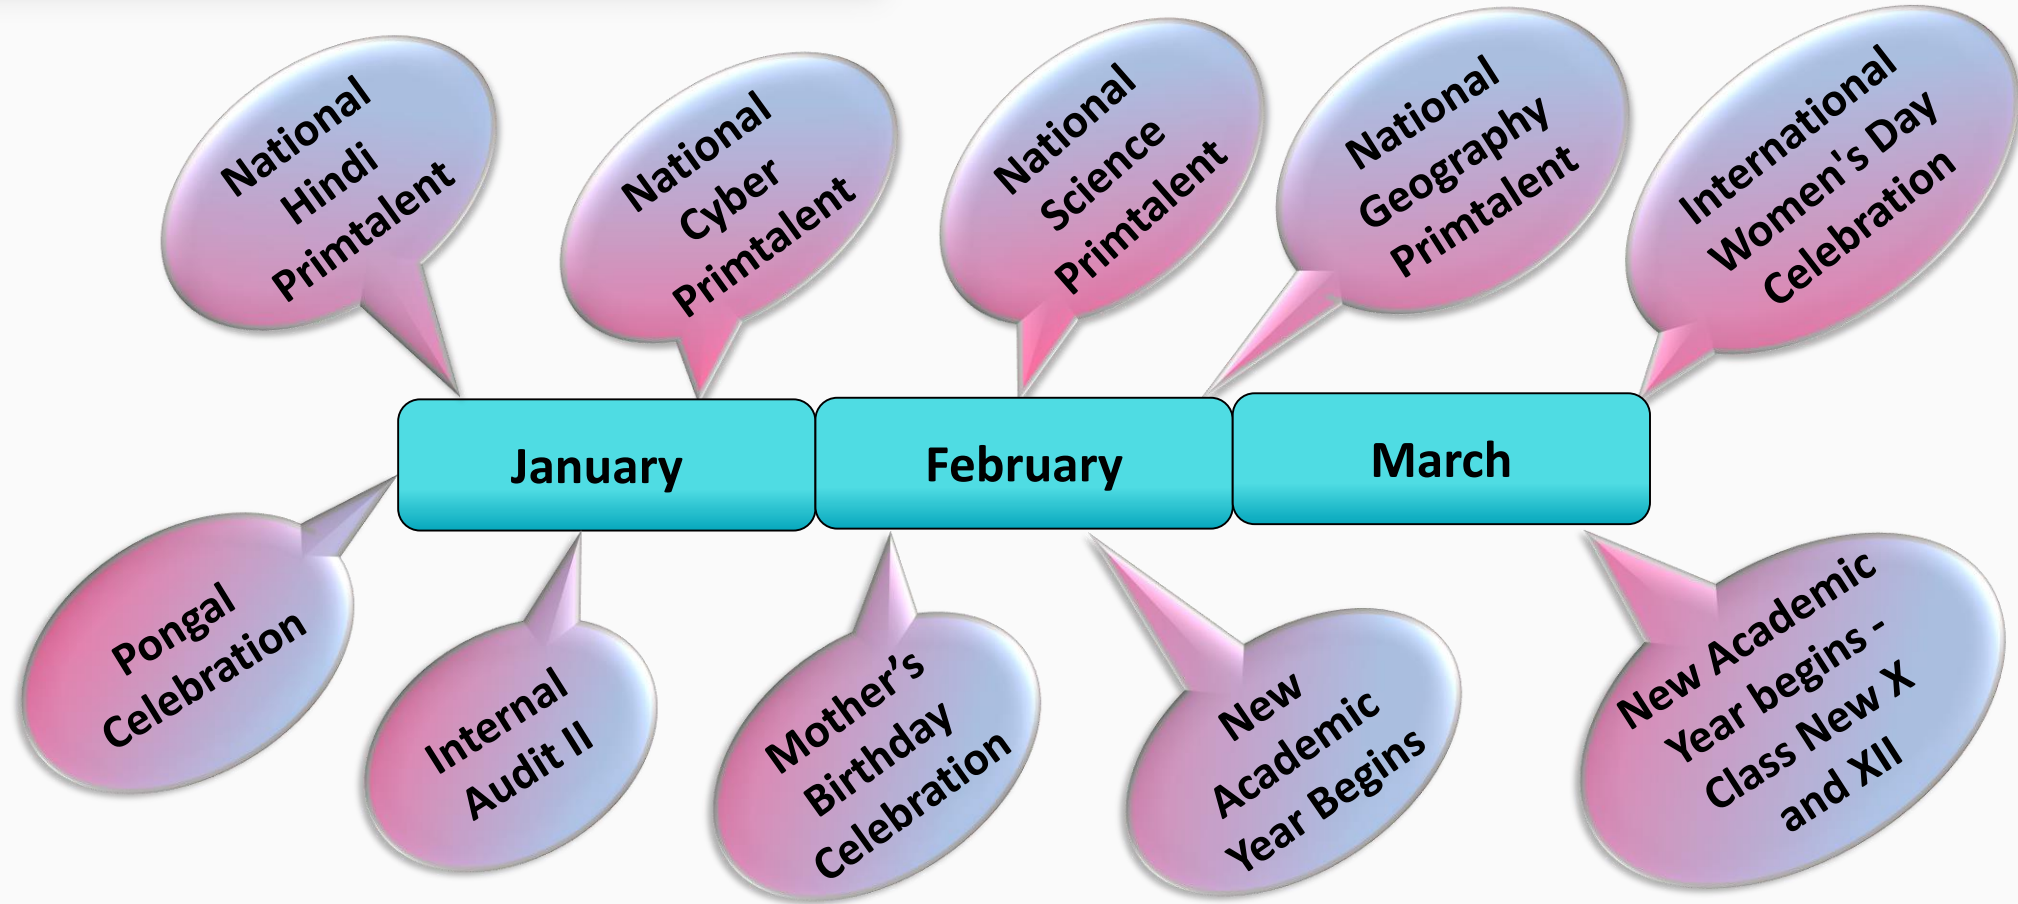 National
Hindi
Primtalent
National
Cyber
Primtalent
National
Science
Primtalent
National
Geography
Primtalent
International
Women's Day
Celebration
January
February
March
Pongal
Celebration
Internal
Audit II
Mother’s
Birthday
Celebration
New
Academic
Year Begins
New Academic
Year begins -
Class New X
and XII